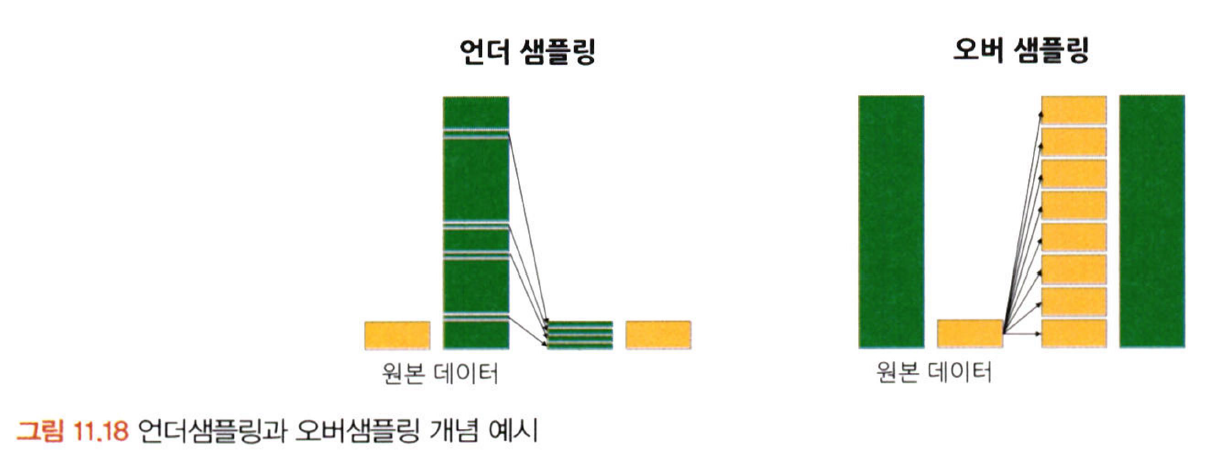 언더 샘플링
오버 샘플링
원본 데이터
원본 데이터
그림 11.18 언더샘플링과 오버샘플링 개념 예시